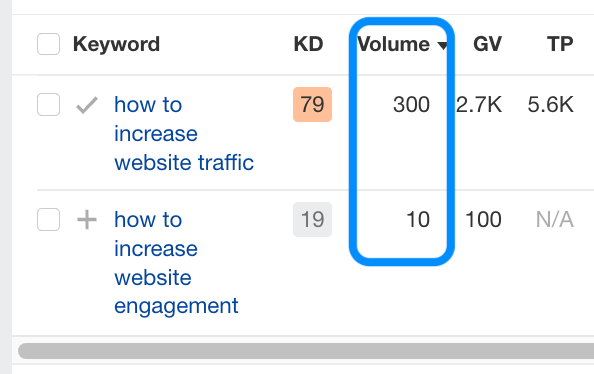 Keyword KD Volume GV TP
how to 79 300 2.7K 5.6K
increase
website traffic
how to 19 10 100 N/A
increase
website
engagement